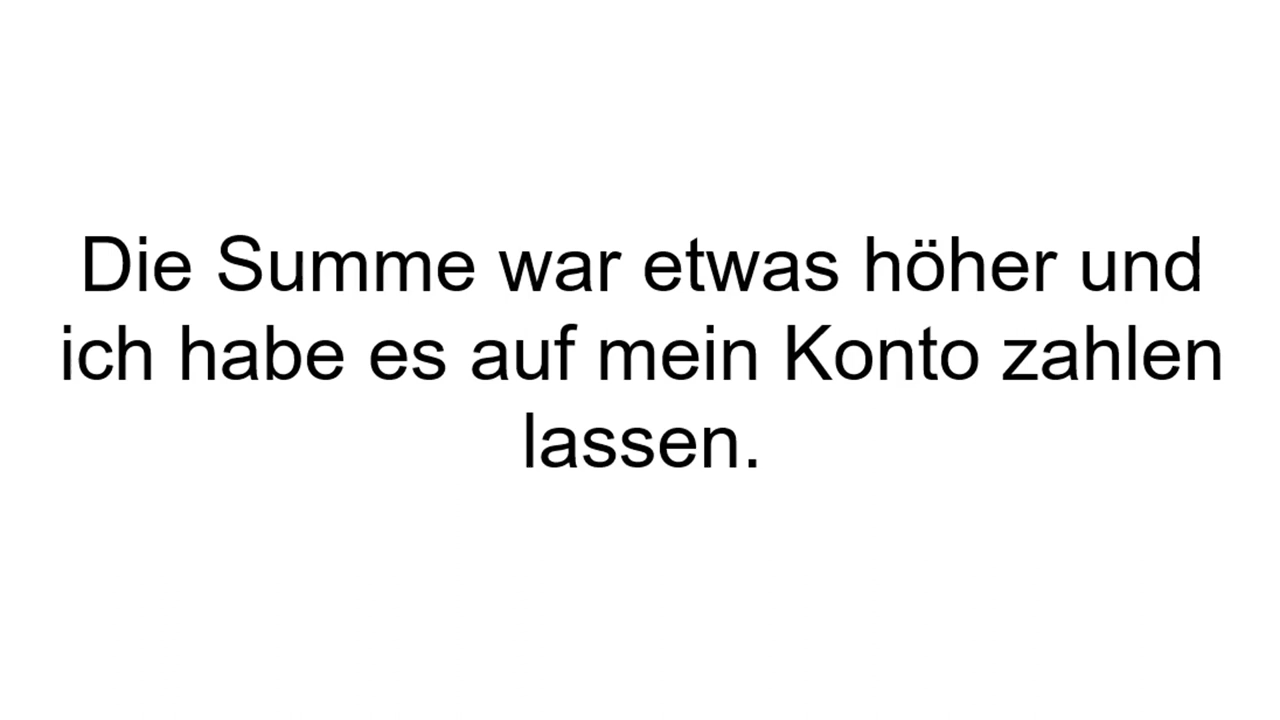 Die Summe war etwas höher und
ich habe es auf mein Konto zahlen
lassen.